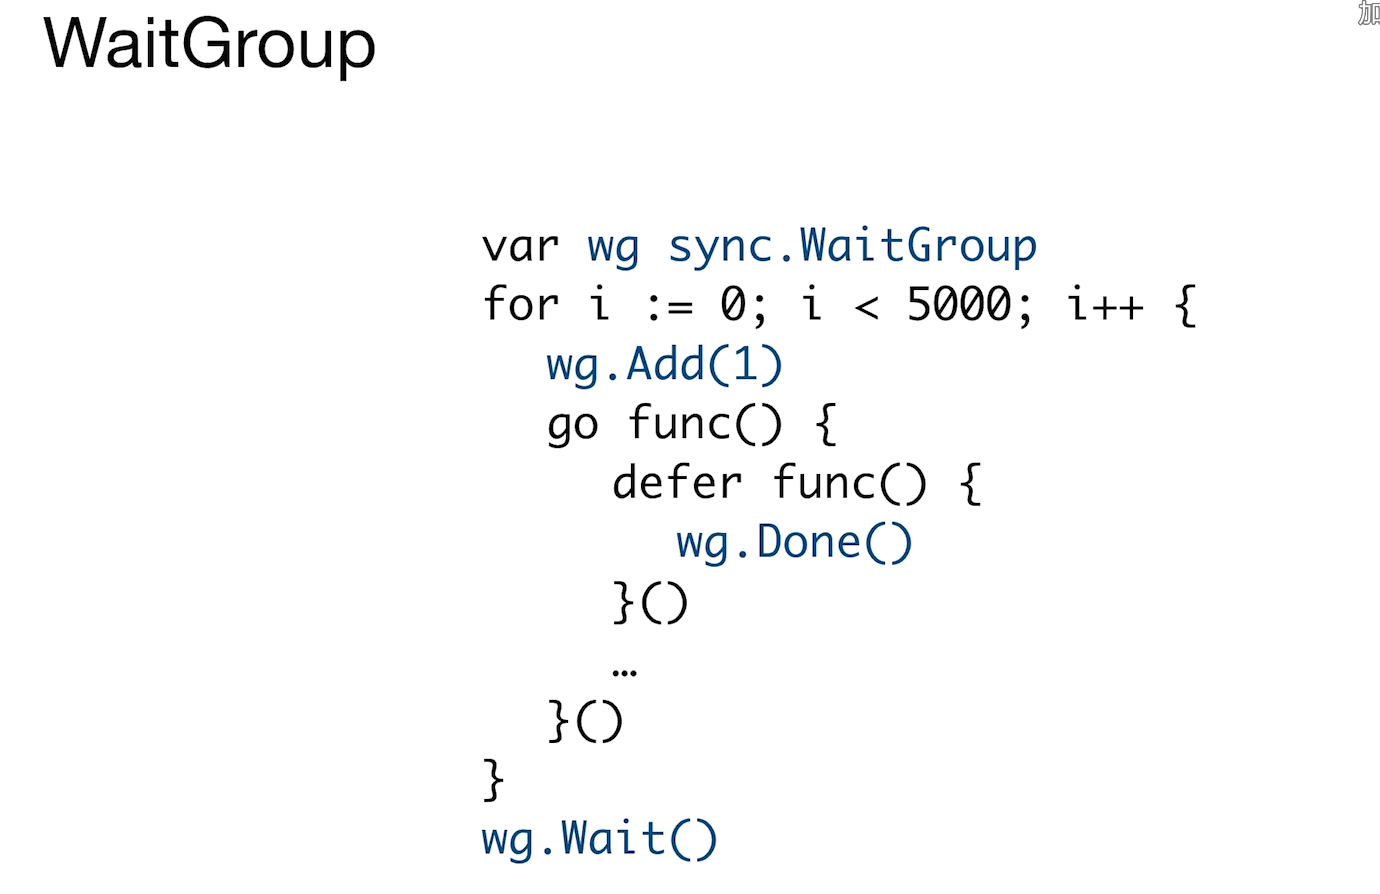 WaitGroup
加
var wg sync.WaitGroup
for i := 0; i < 5000; i++ {
wg.Add(1)
go func() {
defer func() {
wg.Done()
}()
…
}()
}
wg.Wait()